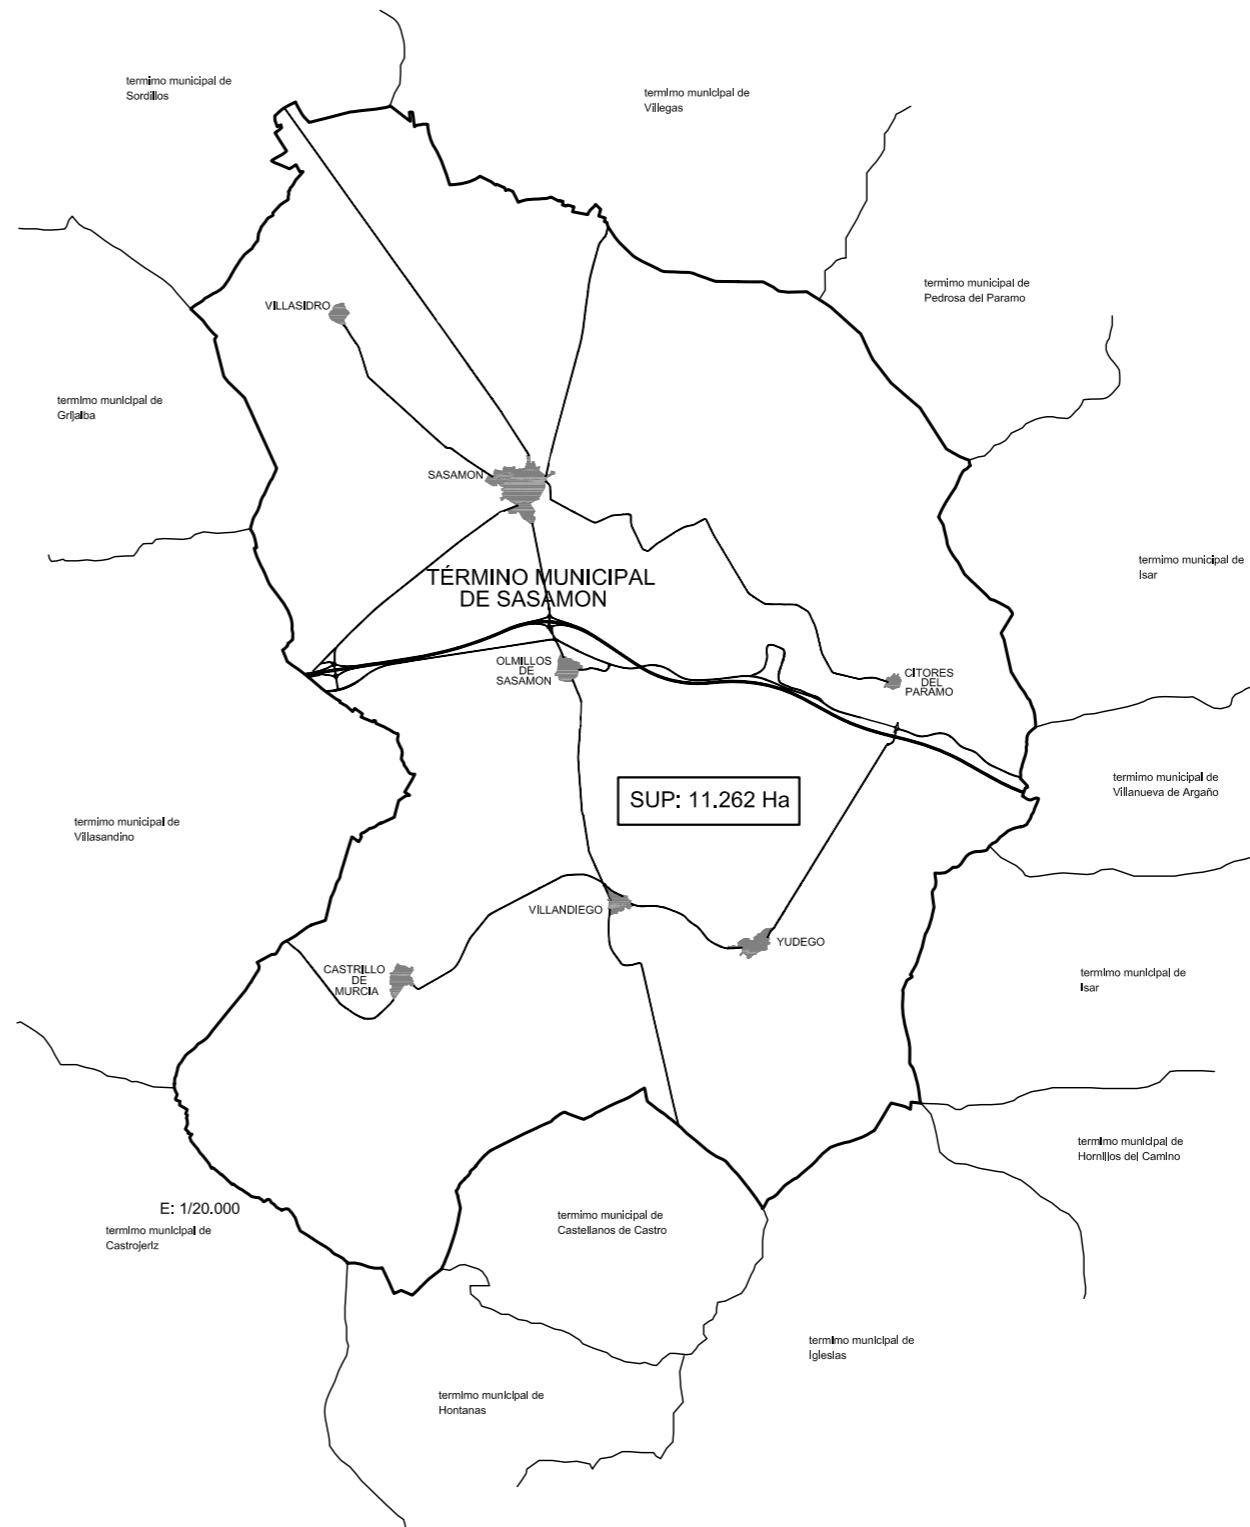 termimo municipal de
Sordillos
termimo municipal de
Villegas
termimo municipal de
Pedrosa del Paramo
VILLASIDRO
termimo municipal de
Grijalba
SASAMON
termimo municipal de
Isar
TÉRMINO MUNICIPAL
DE SASAMON
OLMILLOS
DE
SASAMON
CITORES
DEL
PARAMO
termimo municipal de
Villanueva de Argaño
SUP: 11.262 Ha
termimo municipal de
Villasandino
VILLANDIEGO
YUDEGO
CASTRILLO
DE
MURCIA
termimo municipal de
Isar
termimo municipal de
Hornillos del Camino
E: 1/20.000
termimo municipal de
Castrojeriz
termimo municipal de
Castellanos de Castro
termimo municipal de
Iglesias
termimo municipal de
Hontanas